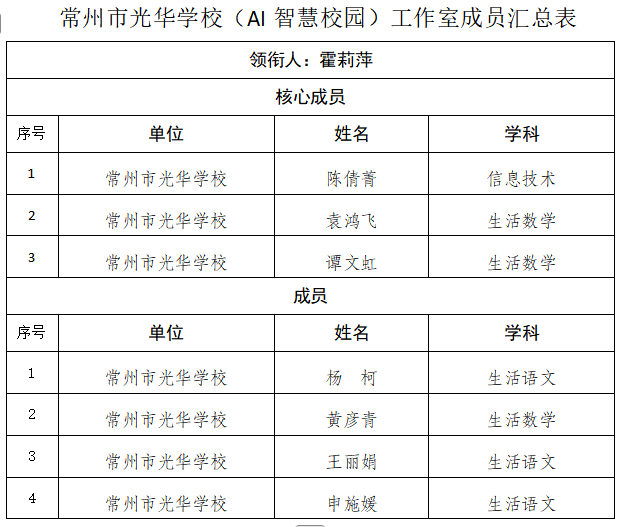 常州市光华学校（AI 智慧校园）工作室成员汇总表
领衔人：霍莉萍
核心成员
序号 单位 姓名 学科
1 常州市光华学校 陈倩菁 信息技术
2 常州市光华学校 袁鸿飞 生活数学
3 常州市光华学校 谭文虹 生活数学
成员
序号 单位 姓名 学科
1 常州市光华学校 杨　柯 生活语文
2 常州市光华学校 黄彦青 生活数学
3 常州市光华学校 王丽娟 生活语文
4 常州市光华学校 申施媛 生活语文